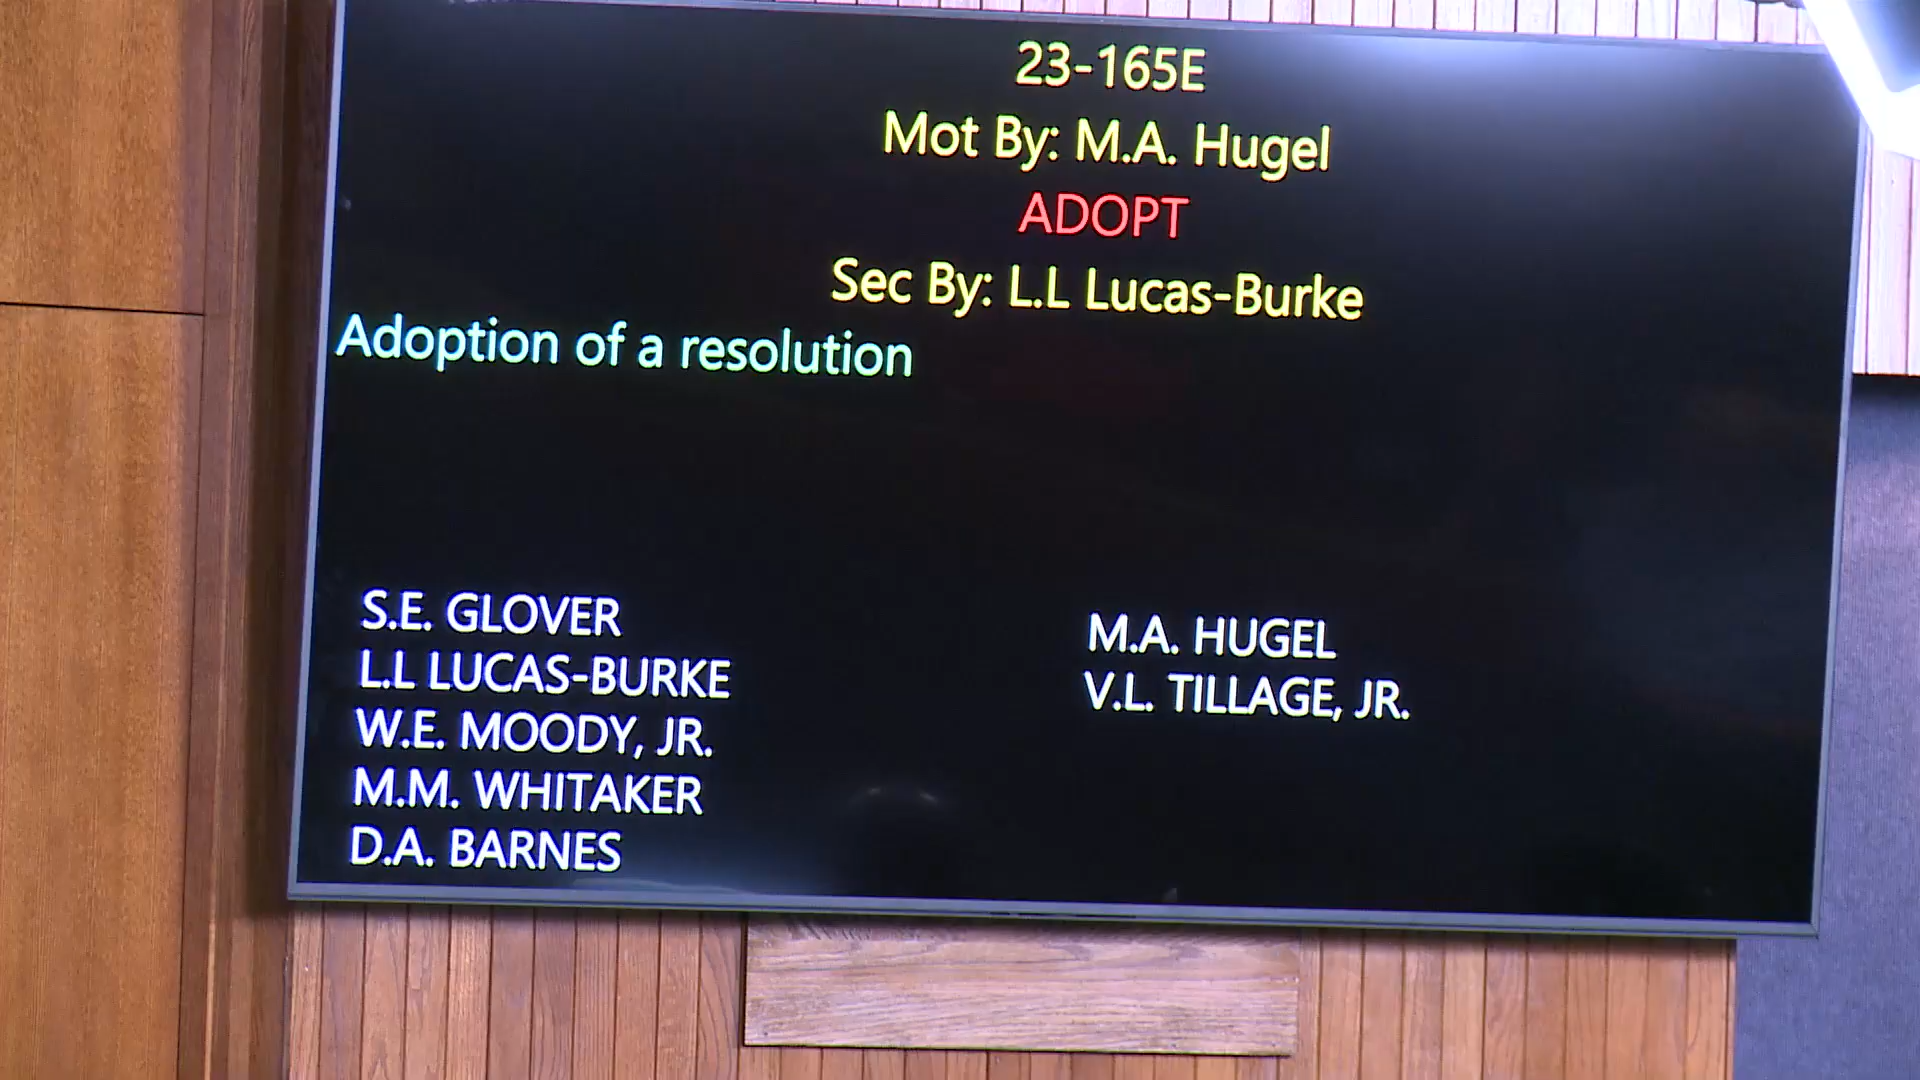 23-165E
Mot By: M.A. Hugel
ADOPT
Sec By: L.L Lucas-Burke
Adoption of a resolution
S.E. GLOVER
L.L LUCAS-BURKE
W.E. MOODY, JR.
M.M. WHITAKER
D.A. BARNES
M.A. HUGEL
V.L. TILLAGE, JR.